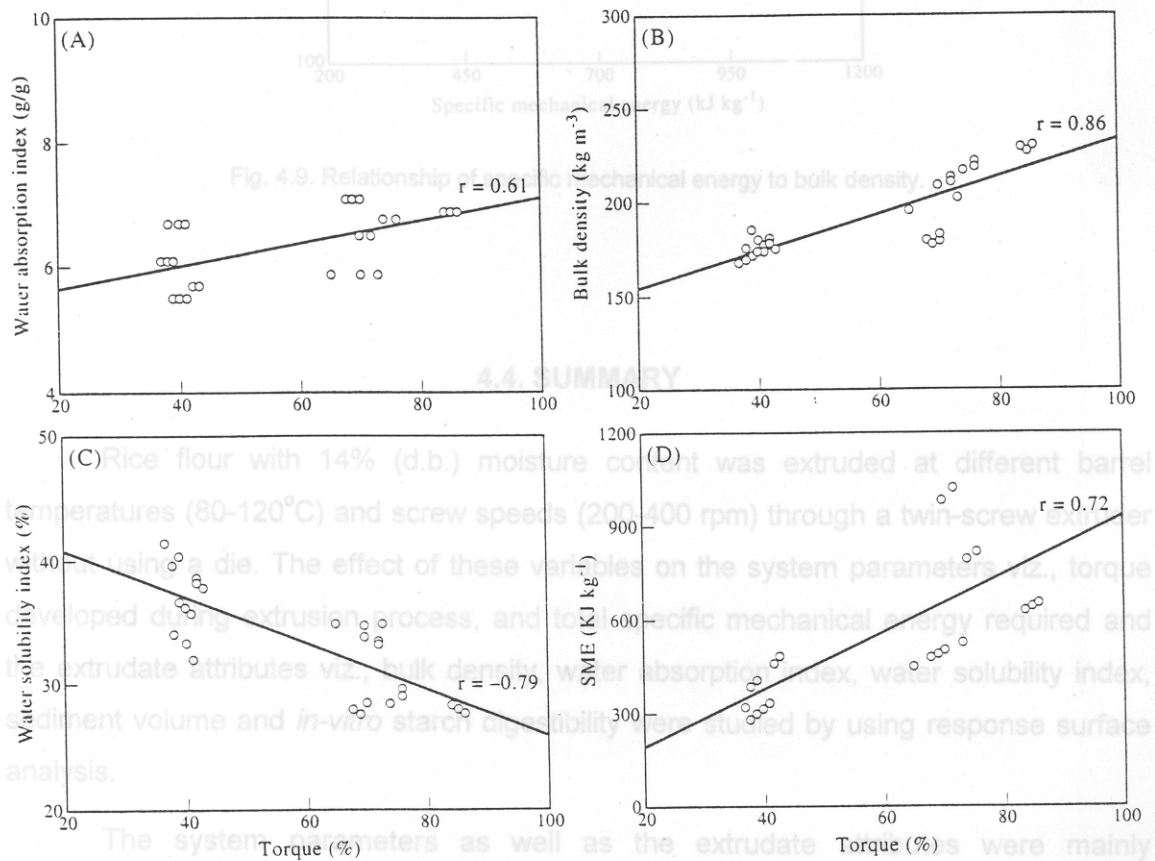 10
(A)
8
6
4
Water absorption index (g/g)
r = 0.61
20 40 60 80 100
300
(B)
250
200
150
100
Bulk density (kg m⁻³)
r = 0.86
20 40 60 80 100
100
200 450 700 950 1200
Specific mechanical energy (kJ kg⁻¹)
Fig. 4.9. Relationship of specific mechanical energy to bulk density.
4.4. SUMMARY
50
(C)
40
30
20
Water solubility index (%)
r = −0.79
20 40 60 80 100
Torque (%)
1200
(D)
900
600
300
0
SME (KJ kg⁻¹)
r = 0.72
20 40 60 80 100
Torque (%)
Rice flour with 14% (d.b.) moisture content was extruded at different barrel
temperatures (80-120°C) and screw speeds (200-400 rpm) through a twin-screw extruder
without using a die. The effect of these variables on the system parameters viz., torque
developed during extrusion process, and total specific mechanical energy required and
the extrudate attributes viz., bulk density, water absorption index, water solubility index,
sediment volume and in-vitro starch digestibility were studied by using response surface
analysis.
The system parameters as well as the extrudate attributes were mainly